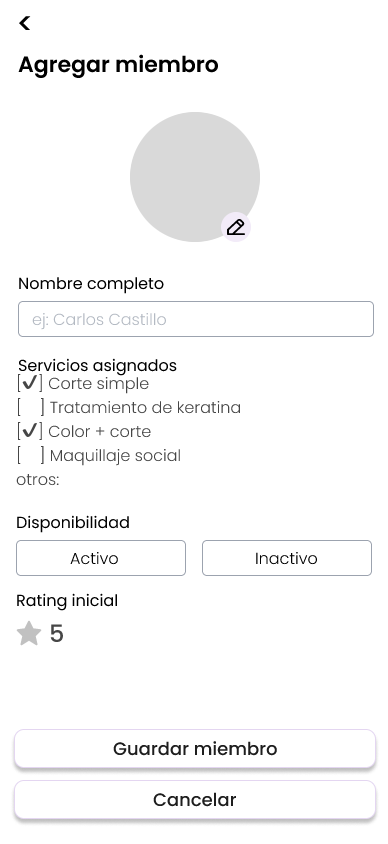 Agregar miembro
Nombre completo
ej: Carlos Castillo
Servicios asignados
[✓] Corte simple
[ ] Tratamiento de keratina
[✓] Color + corte
[ ] Maquillaje social
otros:
Disponibilidad
Activo Inactivo
Rating inicial
5
Guardar miembro
Cancelar